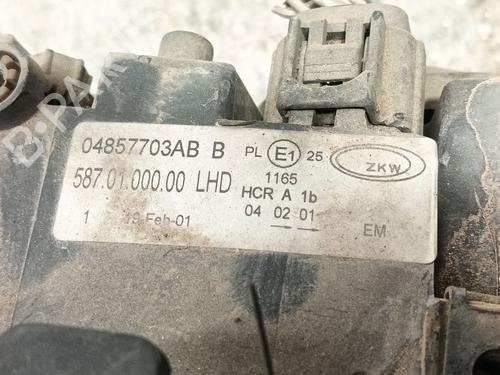 04857703AB B
PL E1 25
ZKW
587.01.000.00 LHD
1165
HCR A 1b
04 02 01
1
19 Feb-01
EM
B-PARTS